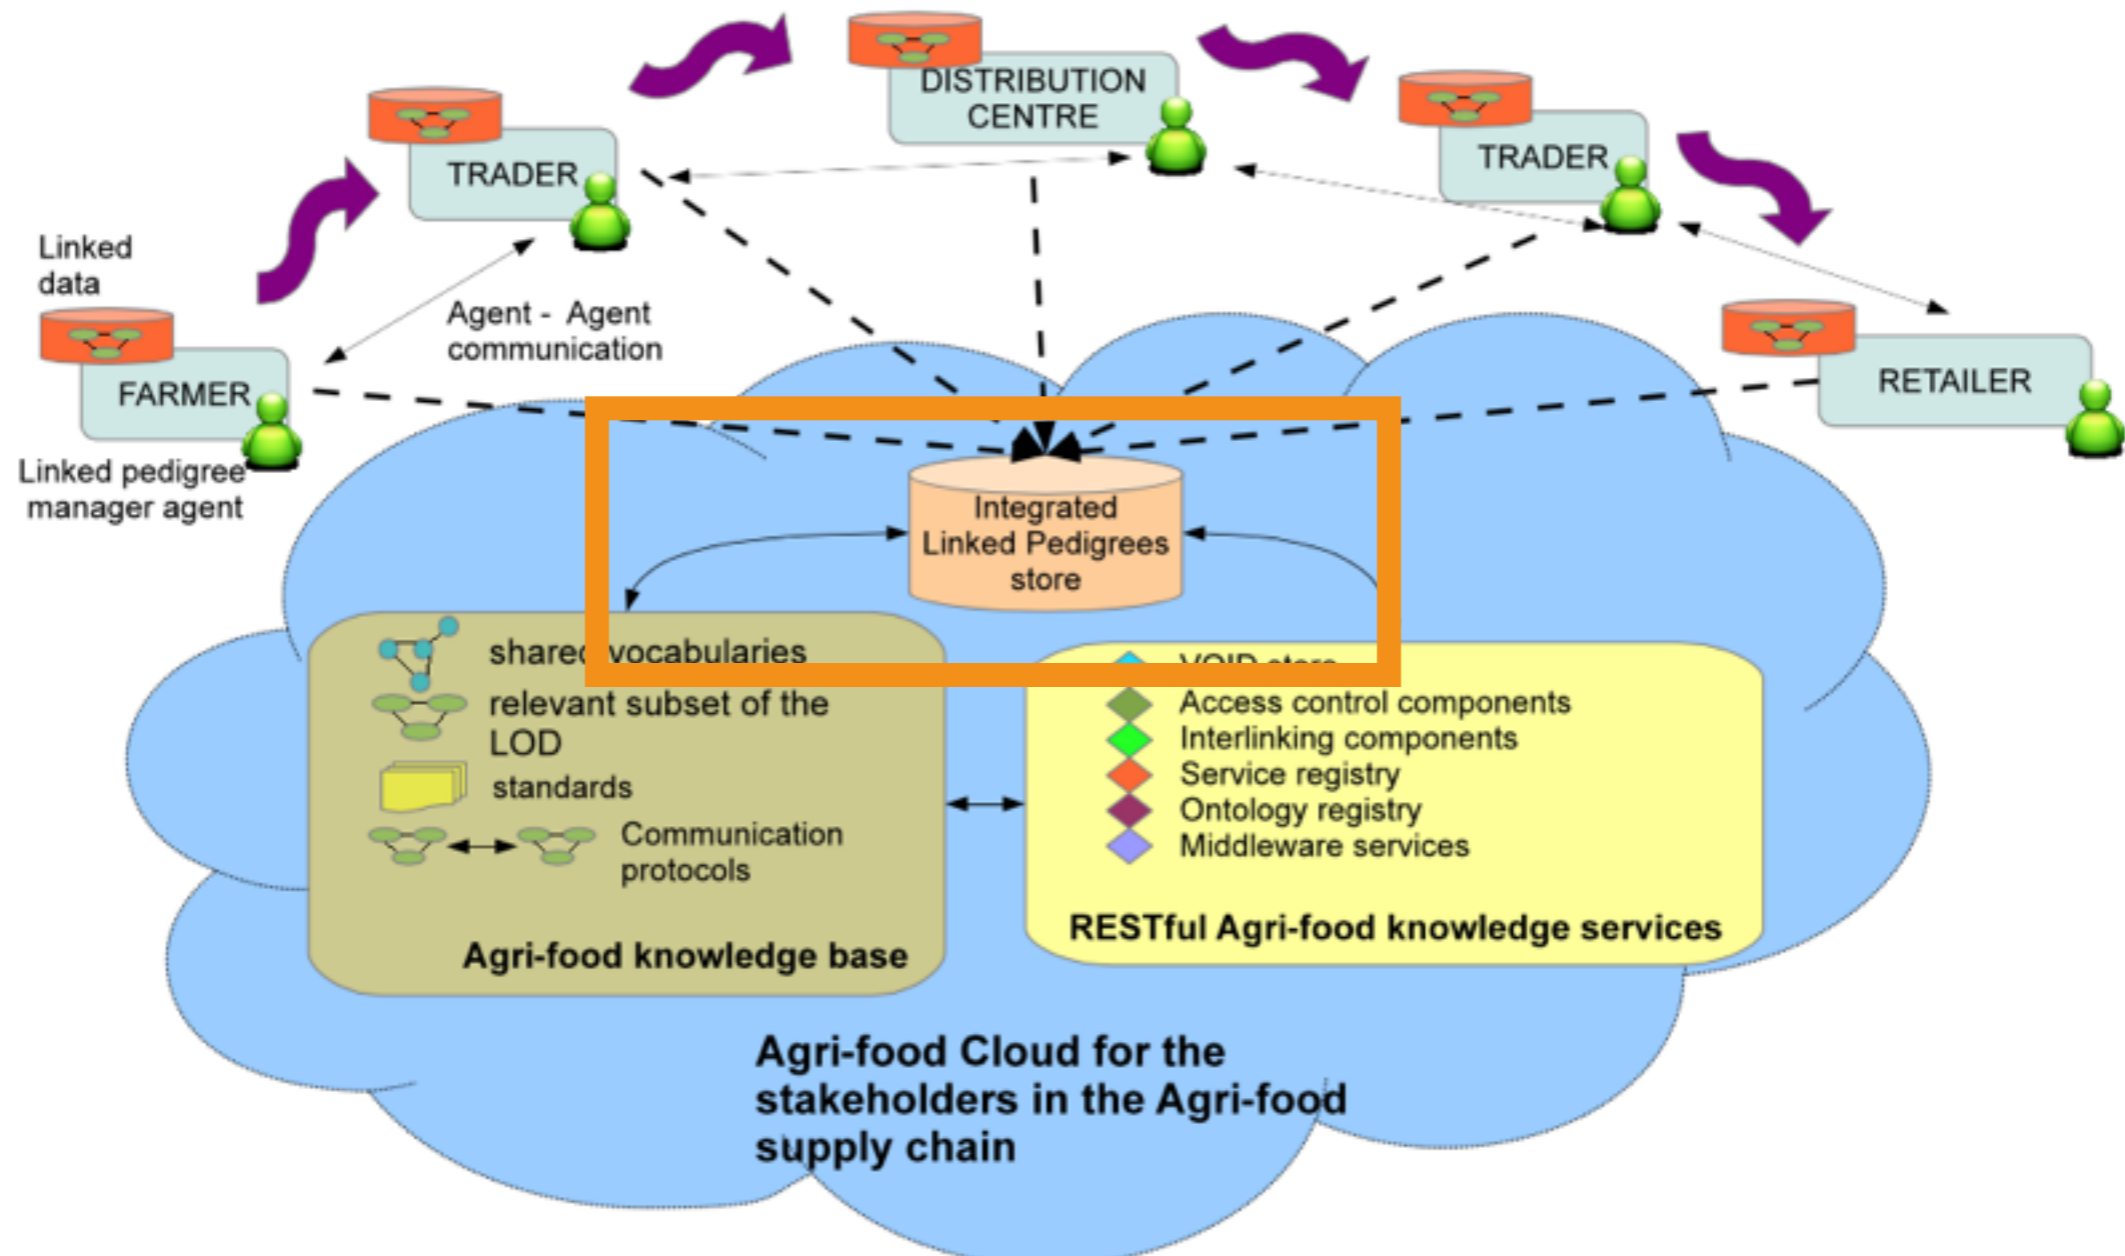 DISTRIBUTION
CENTRE
TRADER
TRADER
Linked
data
Agent - Agent
communication
FARMER
RETAILER
Linked pedigree
manager agent
Integrated
Linked Pedigrees
store
shared vocabularies
relevant subset of the
LOD
standards
Communication
protocols
Agri-food knowledge base
VOID store
Access control components
Interlinking components
Service registry
Ontology registry
Middleware services
RESTful Agri-food knowledge services
Agri-food Cloud for the
stakeholders in the Agri-food
supply chain